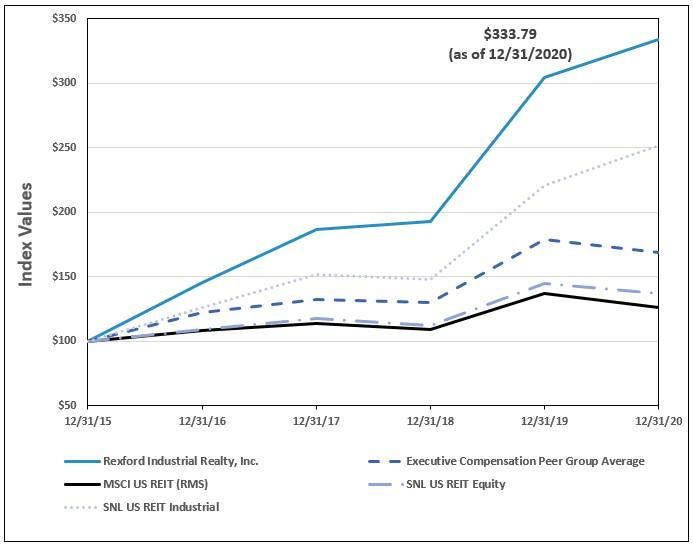 $350
$333.79
(as of 12/31/2020)
$300
$250
Index Values
$200
$150
$100
$50
12/31/15 12/31/16 12/31/17 12/31/18 12/31/19 12/31/20
Rexford Industrial Realty, Inc. Executive Compensation Peer Group Average
MSCI US REIT (RMS) SNL US REIT Equity
SNL US REIT Industrial